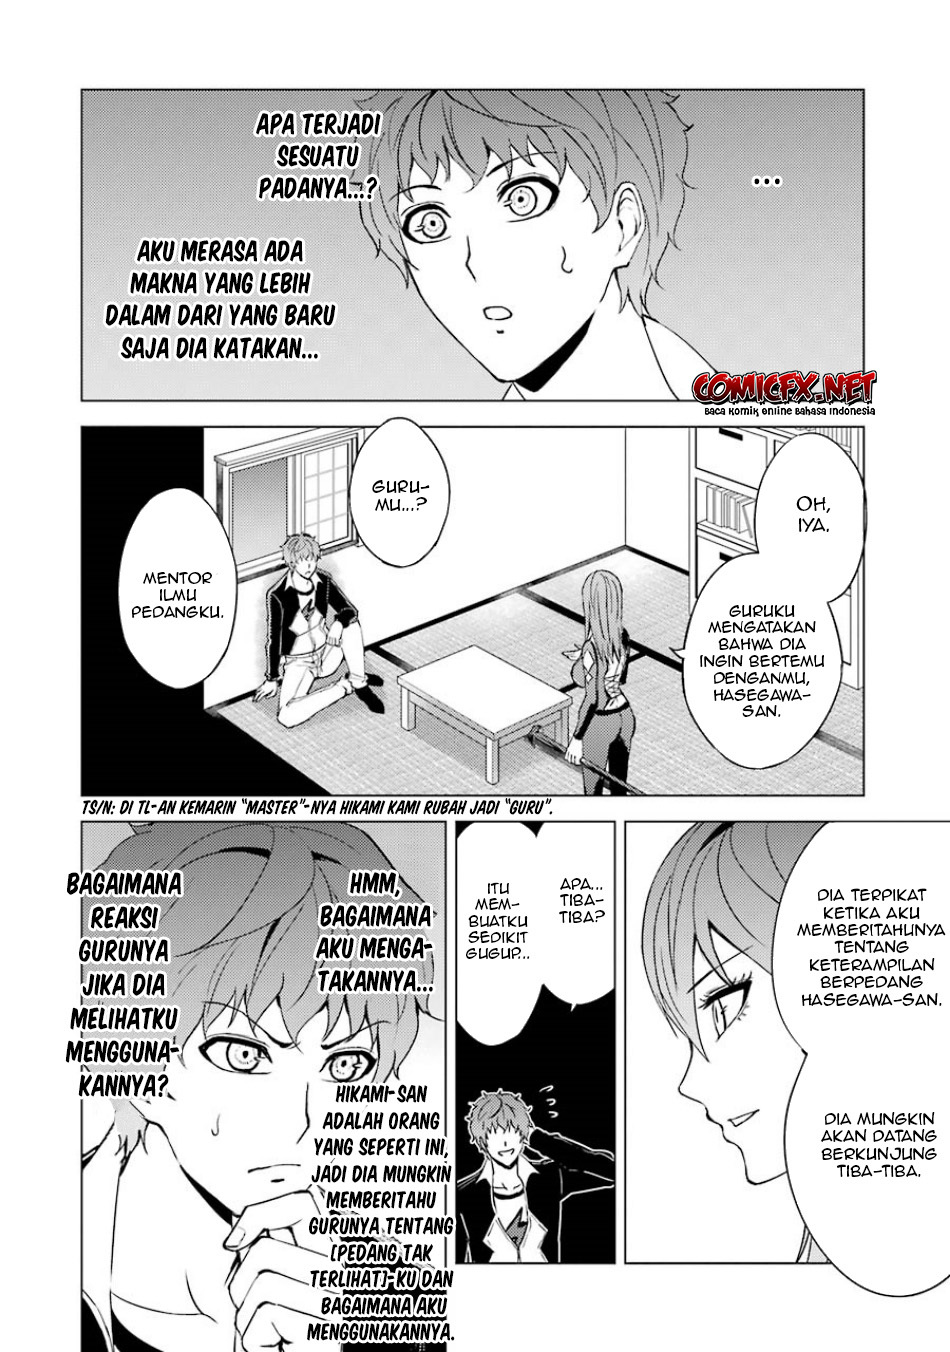 ...
APA TERJADI
SESUATU
PADANYA...?
AKU MERASA ADA
MAKNA YANG LEBIH
DALAM DARI YANG BARU
SAJA DIA KATAKAN...
COMICFX.NET
Baca Komik Online Bahasa Indonesia
OH,
IYA.
GURUKU
MENGATAKAN
BAHWA DIA
INGIN BERTEMU
DENGANMU,
HASEGAWA-
SAN.
GURU-
MU...?
MENTOR
ILMU
PEDANGKU.
TS/N: DI TL-AN KEMARIN "MASTER"-NYA HIKAMI KAMI RUBAH JADI "GURU".
DIA TERPIKAT
KETIKA AKU
MEMBERITAHUNYA
TENTANG
KETERAMPILAN
BERPEDANG
HASEGAWA-SAN.
DIA MUNGKIN
AKAN DATANG
BERKUNJUNG
TIBA-TIBA.
APA...
TIBA-
TIBA?
ITU
MEM-
BUATKU
SEDIKIT
GUGUP...
HMM,
BAGAIMANA
AKU MENGA-
TAKANNYA...
HIKAMI-SAN
ADALAH ORANG
YANG SEPERTI INI,
JADI DIA MUNGKIN
MEMBERITAHU
GURUNYA TENTANG
[PEDANG TAK
TERLIHAT]-KU DAN
BAGAIMANA AKU
MENGGUNAKANNYA.
BAGAIMANA
REAKSI
GURUNYA
JIKA DIA
MELIHATKU
MENGGUNA-
KANNYA?